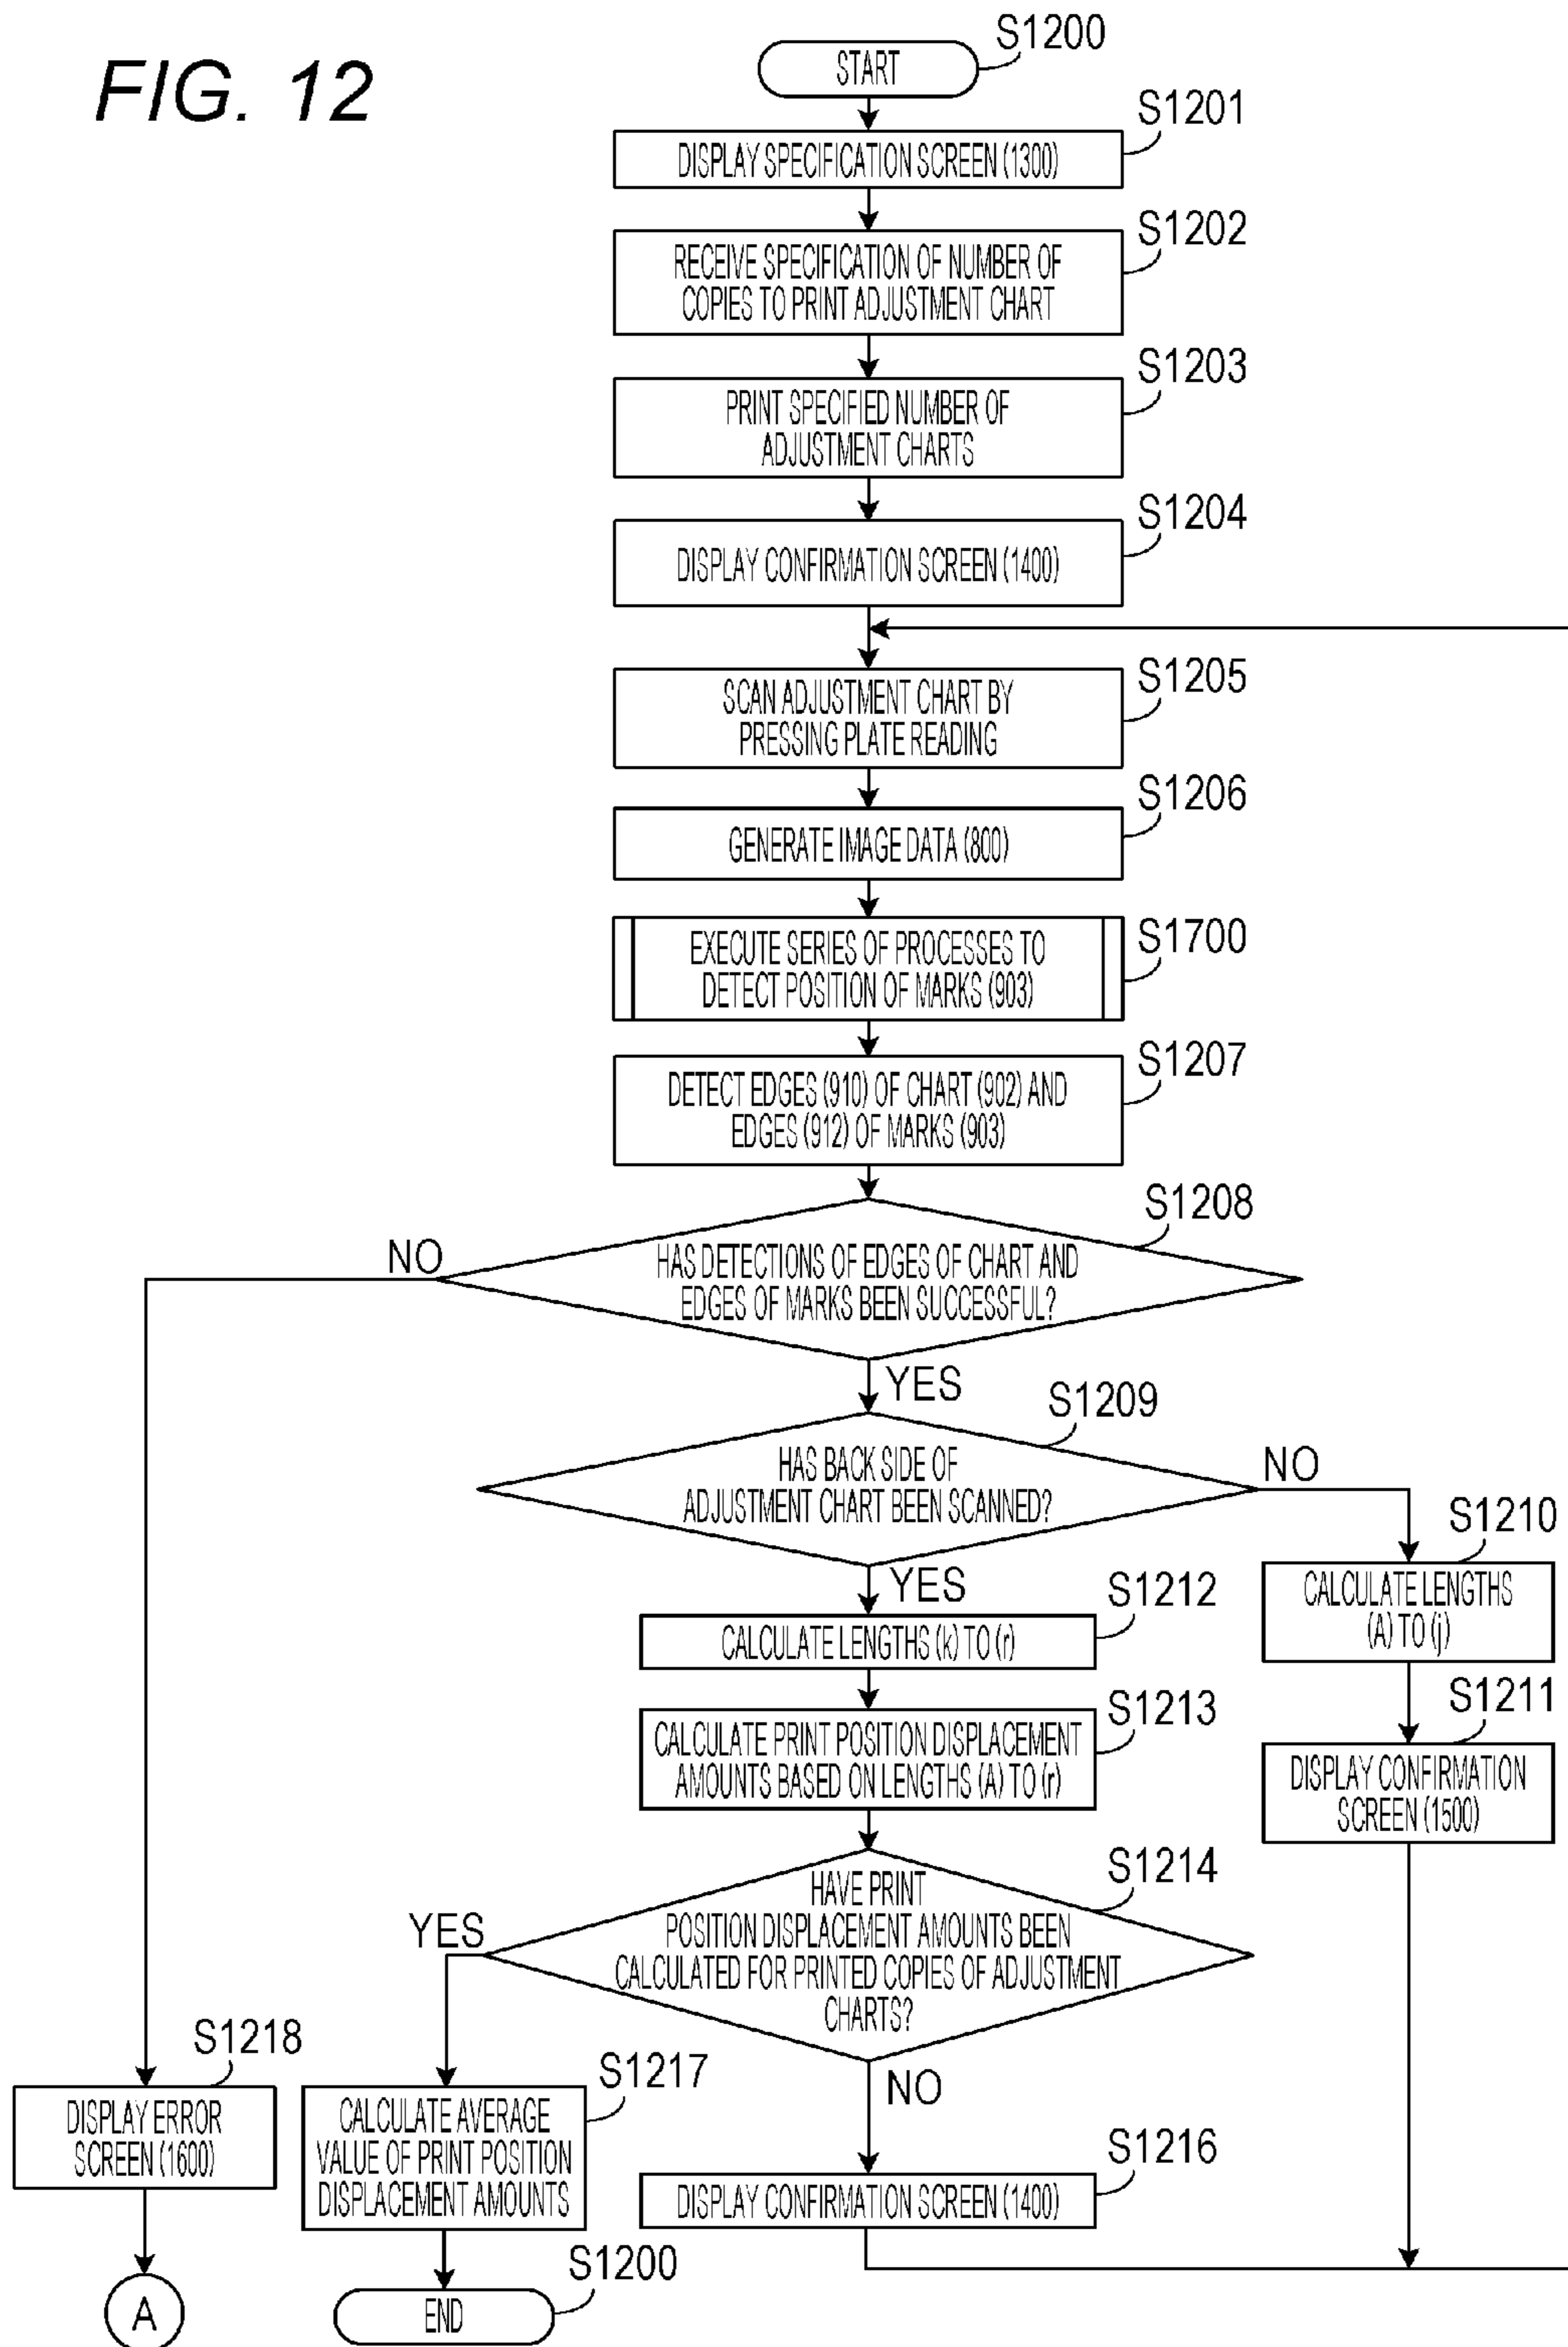 FIG. 12
START
S1200
DISPLAY SPECIFICATION SCREEN (1300)
S1201
RECEIVE SPECIFICATION OF NUMBER OF
COPIES TO PRINT ADJUSTMENT CHART
S1202
PRINT SPECIFIED NUMBER OF
ADJUSTMENT CHARTS
S1203
DISPLAY CONFIRMATION SCREEN (1400)
S1204
SCAN ADJUSTMENT CHART BY
PRESSING PLATE READING
S1205
GENERATE IMAGE DATA (800)
S1206
EXECUTE SERIES OF PROCESSES TO
DETECT POSITION OF MARKS (903)
S1700
DETECT EDGES (910) OF CHART (902) AND
EDGES (912) OF MARKS (903)
S1207
HAS DETECTIONS OF EDGES OF CHART AND
EDGES OF MARKS BEEN SUCCESSFUL?
S1208
NO
YES
HAS BACK SIDE OF
ADJUSTMENT CHART BEEN SCANNED?
S1209
NO
YES
CALCULATE LENGTHS
(A) TO (j)
S1210
DISPLAY CONFIRMATION
SCREEN (1500)
S1211
CALCULATE LENGTHS (k) TO (r)
S1212
CALCULATE PRINT POSITION DISPLACEMENT
AMOUNTS BASED ON LENGTHS (A) TO (r)
S1213
HAVE PRINT
POSITION DISPLACEMENT AMOUNTS BEEN
CALCULATED FOR PRINTED COPIES OF ADJUSTMENT
CHARTS?
S1214
YES
NO
DISPLAY CONFIRMATION SCREEN (1400)
S1216
CALCULATE AVERAGE
VALUE OF PRINT POSITION
DISPLACEMENT AMOUNTS
S1217
END
S1200
DISPLAY ERROR
SCREEN (1600)
S1218
A